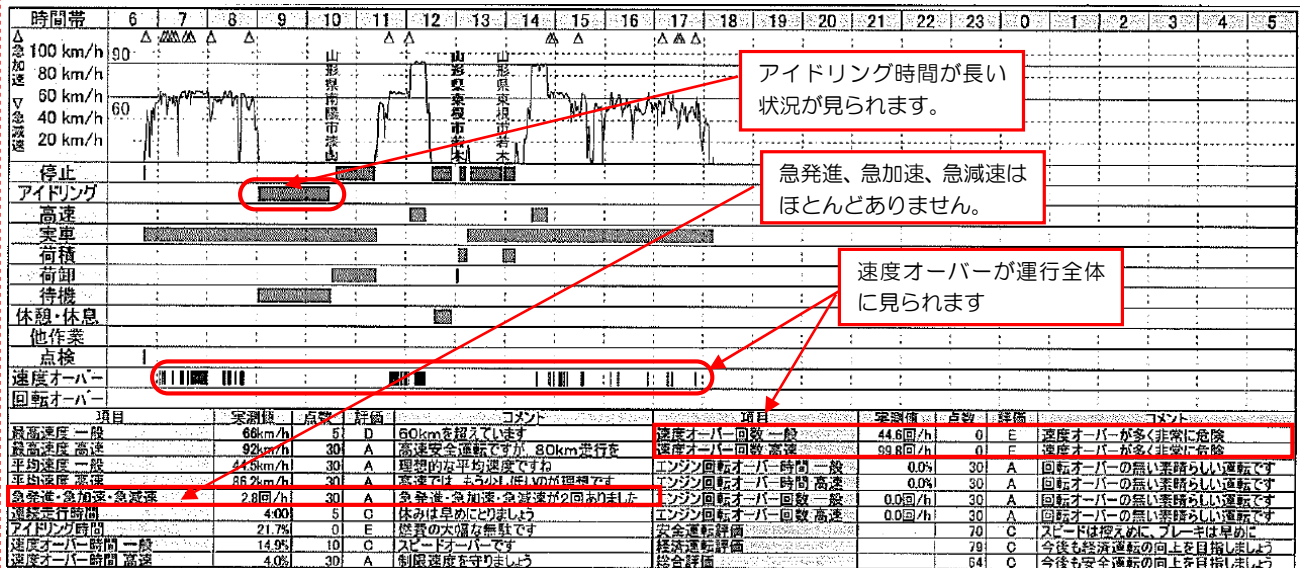 時間帯 6 7 8 9 10 11 12 13 14 15 16 17 18 19 20 21 22 23 0 1 2 3 4 5
△急加速 ▽急減速
100 km/h 90
80 km/h
60 km/h 60
40 km/h
20 km/h
山形県南陽市漆山
山形県東根市若木
山形県東根市若木
アイドリング時間が長い
状況が見られます。
急発進、急加速、急減速は
ほとんどありません。
速度オーバーが運行全体
に見られます
停止
アイドリング
高速
実車
荷積
荷卸
待機
休憩・休息
他作業
点検
速度オーバー
回転オーバー
項目 実測値 点数 評価 コメント 項目 実測値 点数 評価 コメント
最高速度 一般 66km/h 5 D 60kmを超えています 速度オーバー回数 一般 44.6回/h 0 E 速度オーバーが多く非常に危険
最高速度 高速 92km/h 30 A 高速安全運転ですが、80km走行を 速度オーバー回数 高速 99.8回/h 0 E 速度オーバーが多く非常に危険
平均速度 一般 44.5km/h 30 A 理想的な平均速度ですね エンジン回転オーバー時間 一般 0.0% 30 A 回転オーバーの無い素晴らしい運転です
平均速度 高速 86.2km/h 30 A 高速では、もう少し低いのが理想です エンジン回転オーバー時間 高速 0.0% 30 A 回転オーバーの無い素晴らしい運転です
急発進・急加速・急減速 2.8回/h 30 A 急発進・急加速・急減速が2回ありました エンジン回転オーバー回数 一般 0.0回/h 30 A 回転オーバーの無い素晴らしい運転です
連続走行時間 4:00 5 C 休みは早めにとりましょう エンジン回転オーバー回数 高速 0.0回/h 30 A 回転オーバーの無い素晴らしい運転です
アイドリング時間 21.7% 0 E 燃費の大幅な無駄です 安全運転評価 70 C スピードは控えめに、ブレーキは早めに
速度オーバー時間 一般 14.9% 10 C スピードオーバーです 経済運転評価 79 C 今後も経済運転の向上を目指しましょう
速度オーバー時間 高速 4.0% 30 A 制限速度を守りましょう 総合評価 64 C 今後も安全運転の向上を目指しましょう